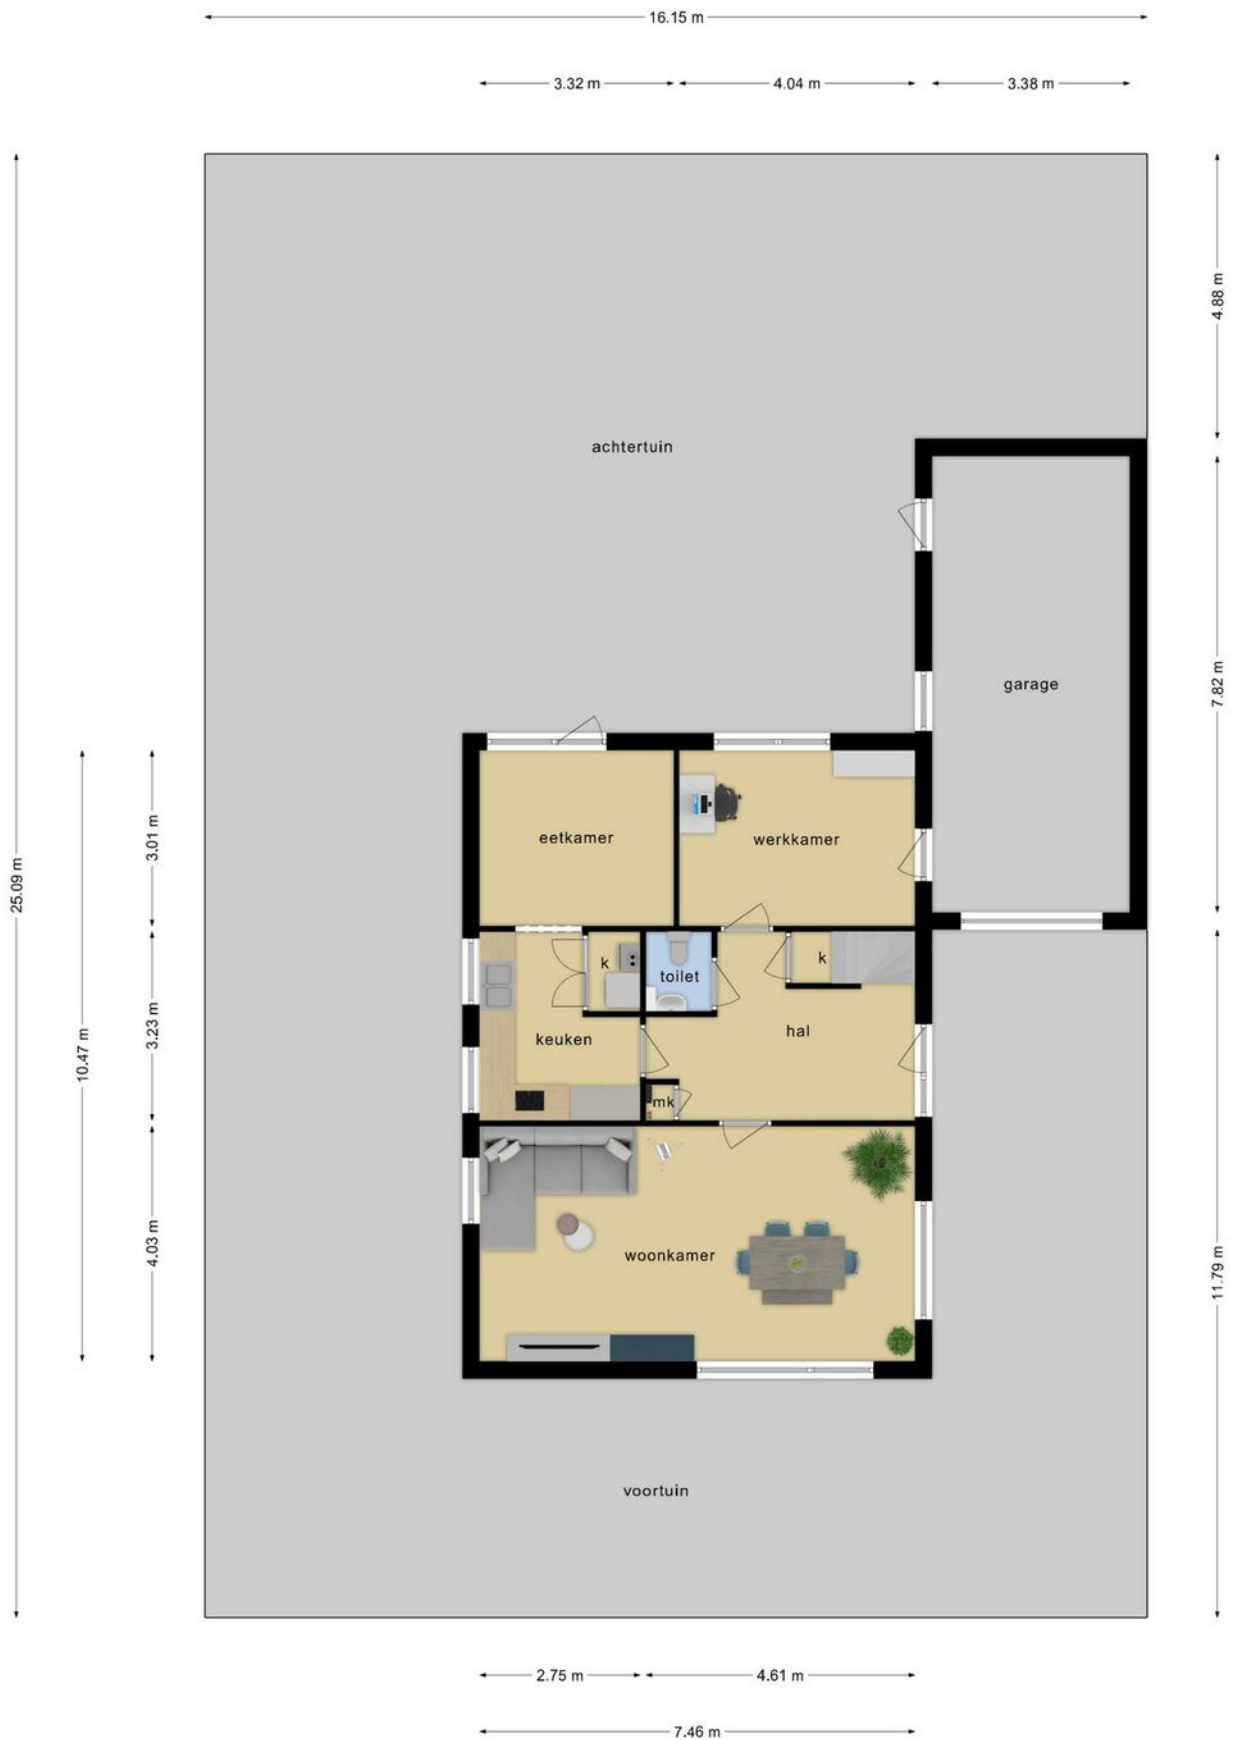 16.15 m
3.32 m
4.04 m
3.38 m
4.88 m
achtertuin
7.82 m
garage
25.09 m
10.47 m
3.01 m
eetkamer
werkkamer
3.23 m
k
toilet
k
keuken
hal
mk
4.03 m
woonkamer
11.79 m
voortuin
2.75 m
4.61 m
7.46 m